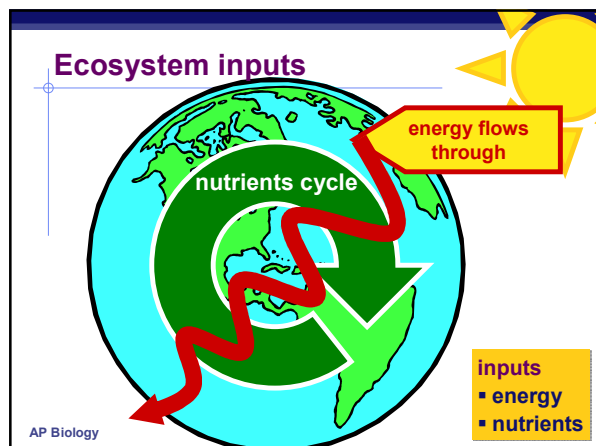 Ecosystem inputs
energy flows
through
nutrients cycle
inputs
▪ energy
▪ nutrients
AP Biology